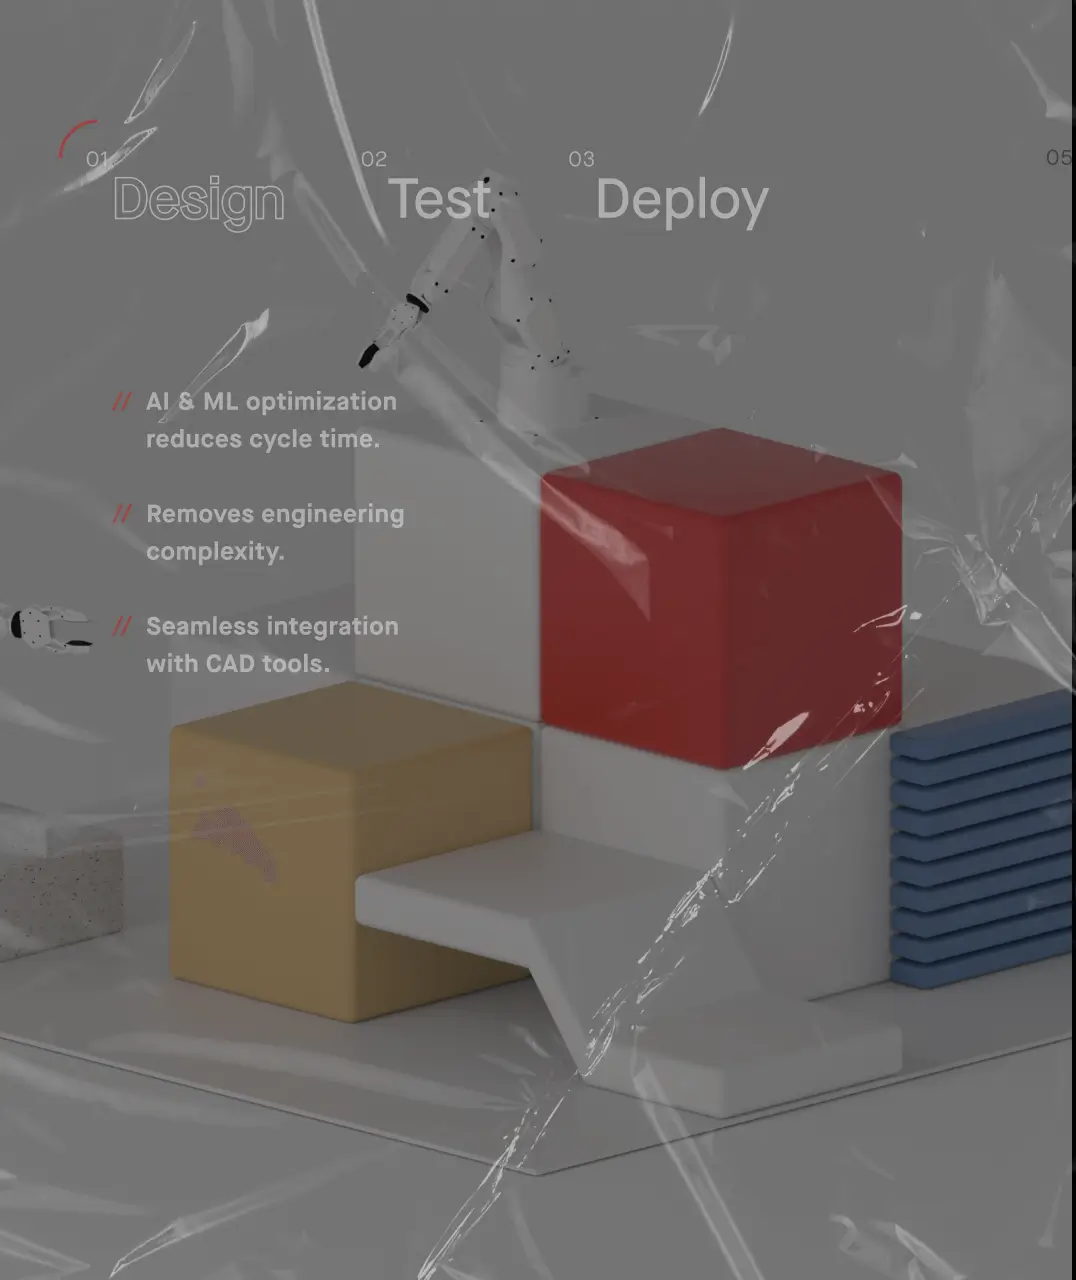 01
Design
02
Test
03
Deploy
05
// AI & ML optimization
reduces cycle time.
// Removes engineering
complexity.
// Seamless integration
with CAD tools.